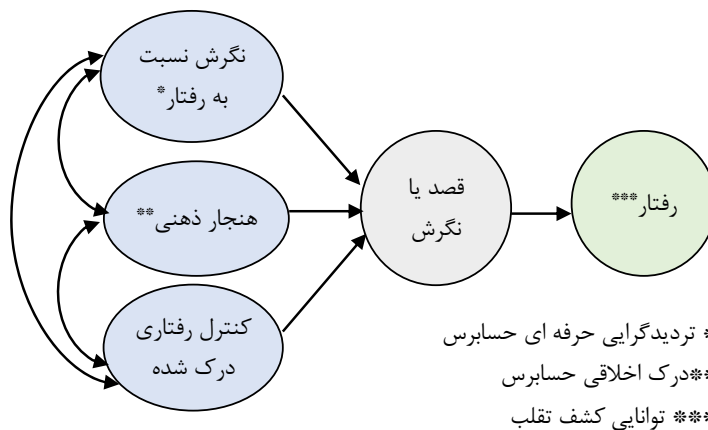 نگرش نسبت
به رفتار*
هنجار ذهنی**
کنترل رفتاری
درک شده
قصد یا
نگرش
رفتار***
* تردیدگرایی حرفه ای حسابرس
**درک اخلاقی حسابرس
*** توانایی کشف تقلب